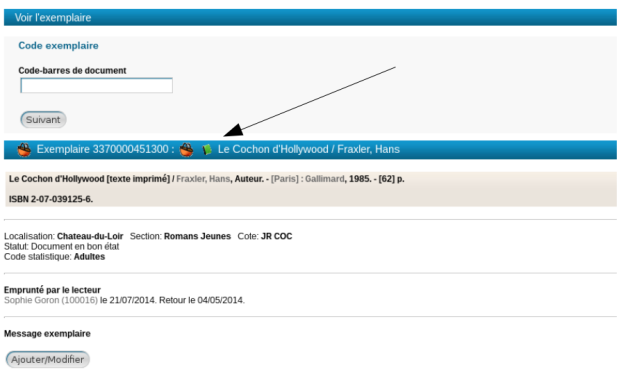 Voir l'exemplaire
Code exemplaire
Code-barres de document
Suivant
Exemplaire 3370000451300 : Le Cochon d'Hollywood / Fraxler, Hans
Le Cochon d'Hollywood [texte imprimé] / Fraxler, Hans, Auteur. - [Paris] : Gallimard, 1985. - [62] p.
ISBN 2-07-039125-6.
Localisation: Chateau-du-Loir Section: Romans Jeunes Cote: JR COC
Statut: Document en bon état
Code statistique: Adultes
Emprunté par le lecteur
Sophie Goron (100016) le 21/07/2014. Retour le 04/05/2014.
Message exemplaire
Ajouter/Modifier